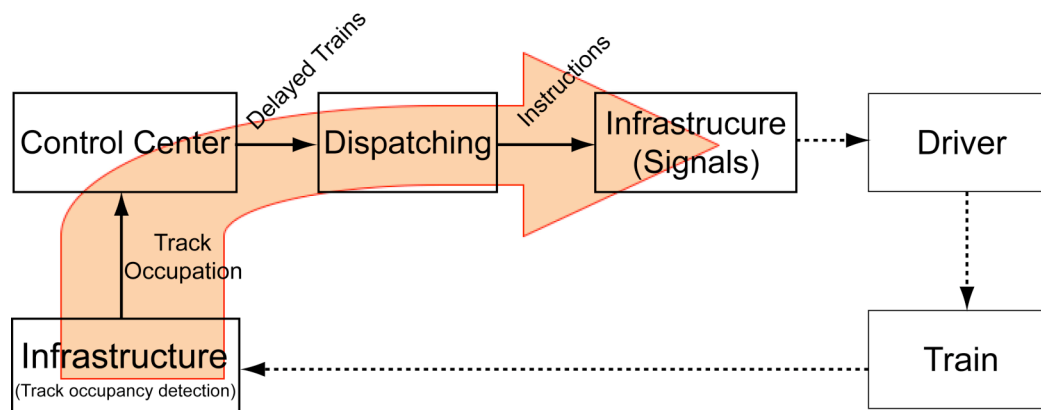 Delayed Trains
Instructions
Control Center
Dispatching
Infrastrucure
(Signals)
Driver
Track
Occupation
Infrastructure
(Track occupancy detection)
Train